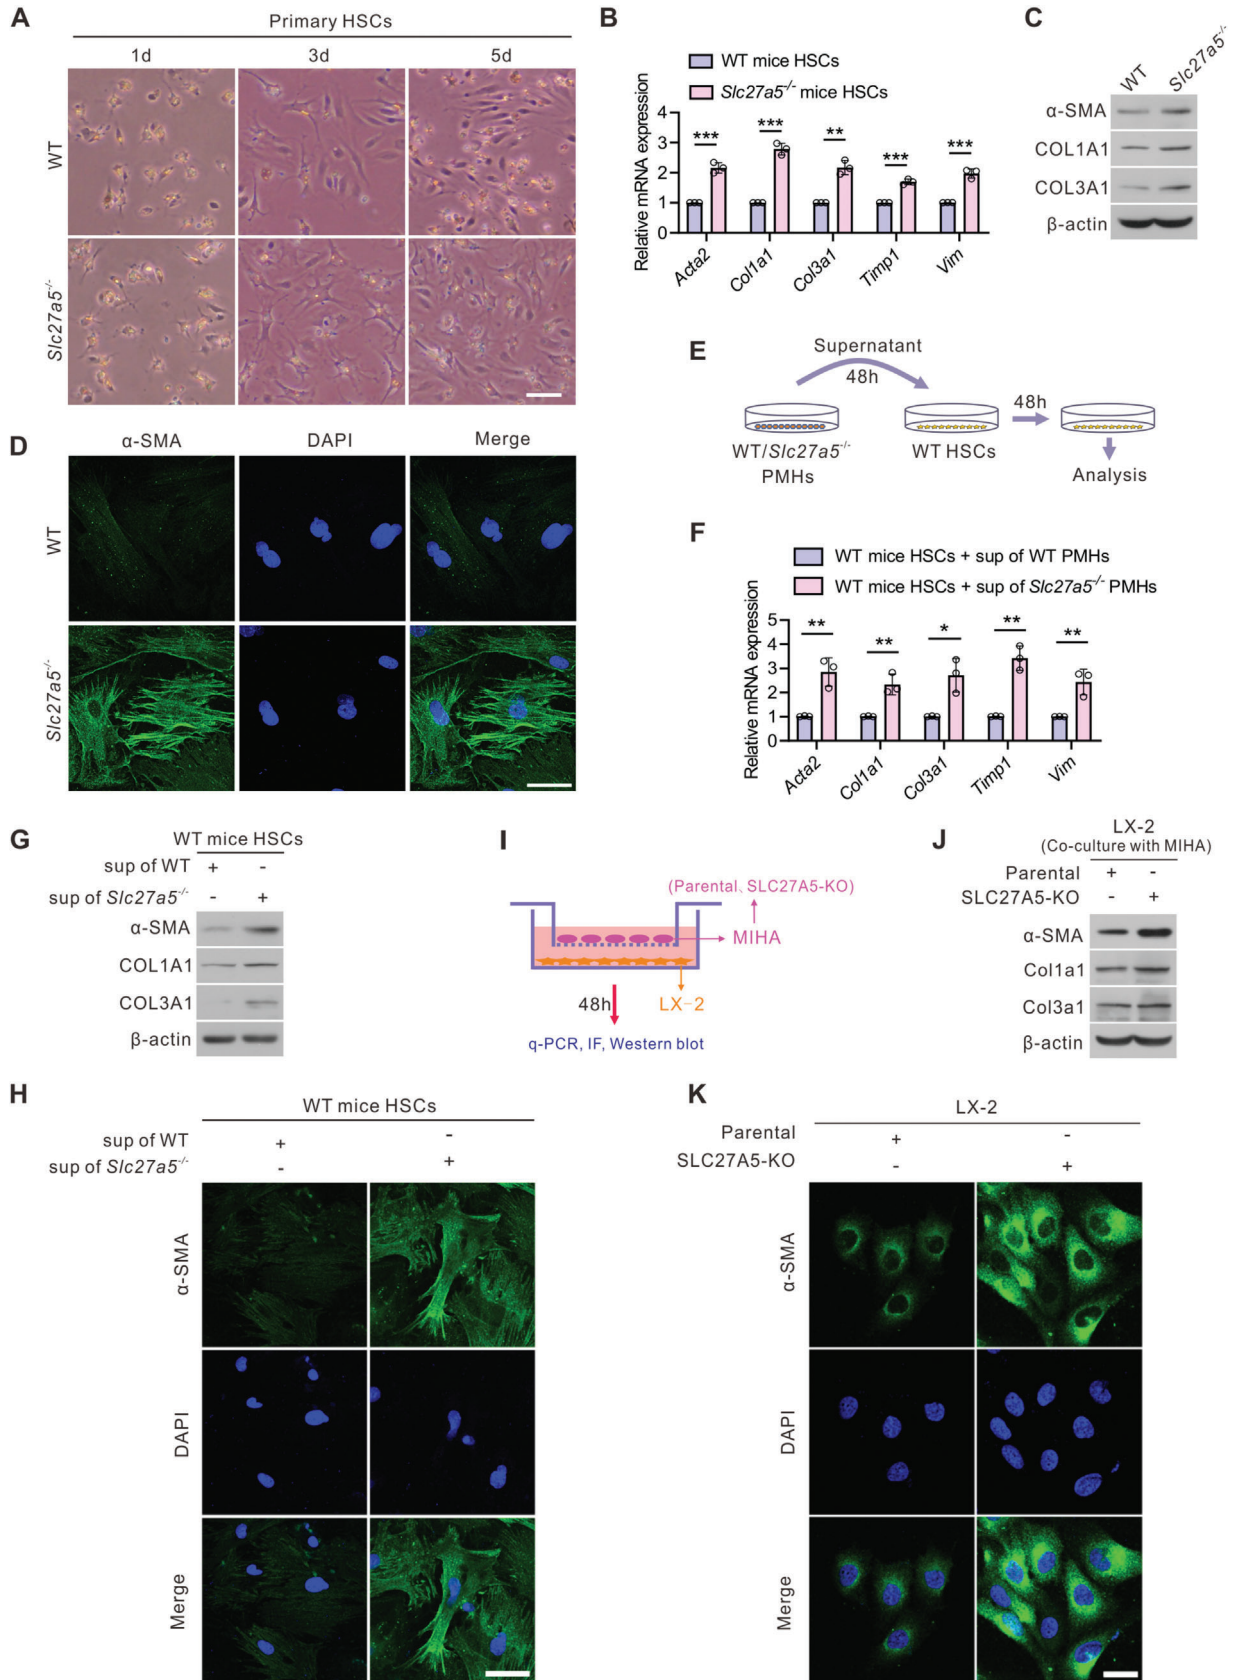 A
Primary HSCs
1d 3d 5d
WT
Slc27a5-/-
B
WT mice HSCs
Slc27a5-/- mice HSCs
Relative mRNA expression
4
3
2
1
0
*** *** ** *** ***
Acta2 Col1a1 Col3a1 Timp1 Vim
C
WT Slc27a5-/-
α-SMA
COL1A1
COL3A1
β-actin
D
α-SMA DAPI Merge
WT
Slc27a5-/-
E
Supernatant
48h
48h
WT/Slc27a5-/-
PMHs
WT HSCs
Analysis
F
WT mice HSCs + sup of WT PMHs
WT mice HSCs + sup of Slc27a5-/- PMHs
Relative mRNA expression
5
4
3
2
1
0
** ** * ** **
Acta2 Col1a1 Col3a1 Timp1 Vim
G
WT mice HSCs
sup of WT + -
sup of Slc27a5-/- - +
α-SMA
COL1A1
COL3A1
β-actin
I
(Parental、SLC27A5-KO)
MIHA
48h
LX-2
q-PCR, IF, Western blot
J
LX-2
(Co-culture with MIHA)
Parental + -
SLC27A5-KO - +
α-SMA
Col1a1
Col3a1
β-actin
H
WT mice HSCs
sup of WT + -
sup of Slc27a5-/- - +
α-SMA
DAPI
Merge
K
LX-2
Parental + -
SLC27A5-KO - +
α-SMA
DAPI
Merge